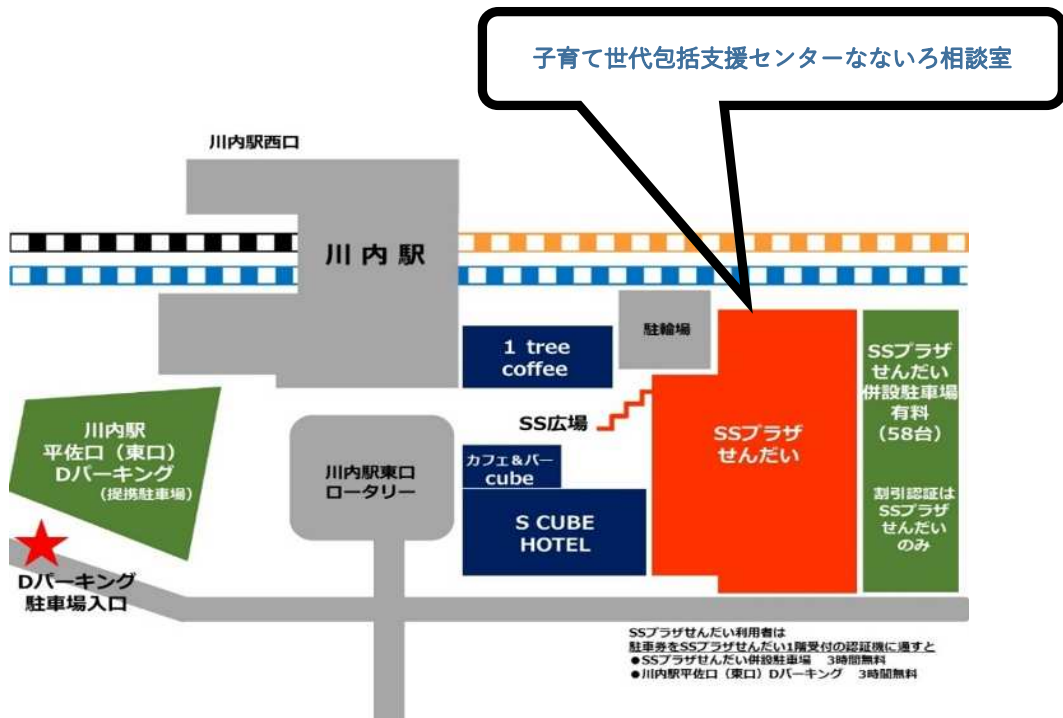 子育て世代包括支援センターなないろ相談室
川内駅西口
川内駅
1 tree
coffee
駐輪場
SS広場
SSプラザ
せんだい
SSプラザ
せんだい
併設駐車場
有料
（58台）
割引認証は
SSプラザ
せんだい
のみ
川内駅
平佐口（東口）
Dパーキング
（提携駐車場）
川内駅東口
ロータリー
カフェ&バー
cube
S CUBE
HOTEL
Dパーキング
駐車場入口
SSプラザせんだい利用者は
駐車券をSSプラザせんだい1階受付の認証機に通すと
●SSプラザせんだい併設駐車場　3時間無料
●川内駅平佐口（東口）Dパーキング　3時間無料